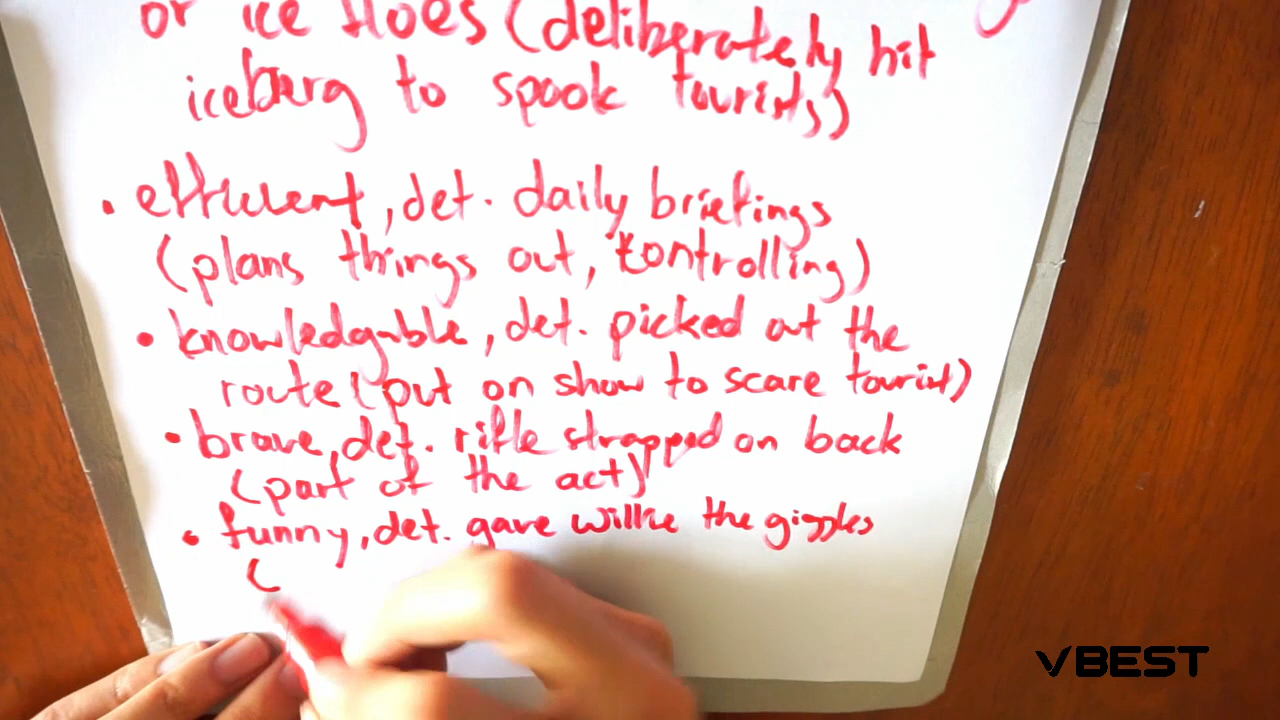 or ice floes (deliberately hit
iceberg to spook tourists)
• efficient, det. daily briefings
(plans things out, controlling)
• knowledgable, det. picked out the
route (put on show to scare tourist)
• brave, det. rifle strapped on back
(part of the act)
• funny, det. gave willie the giggles
(
VBEST